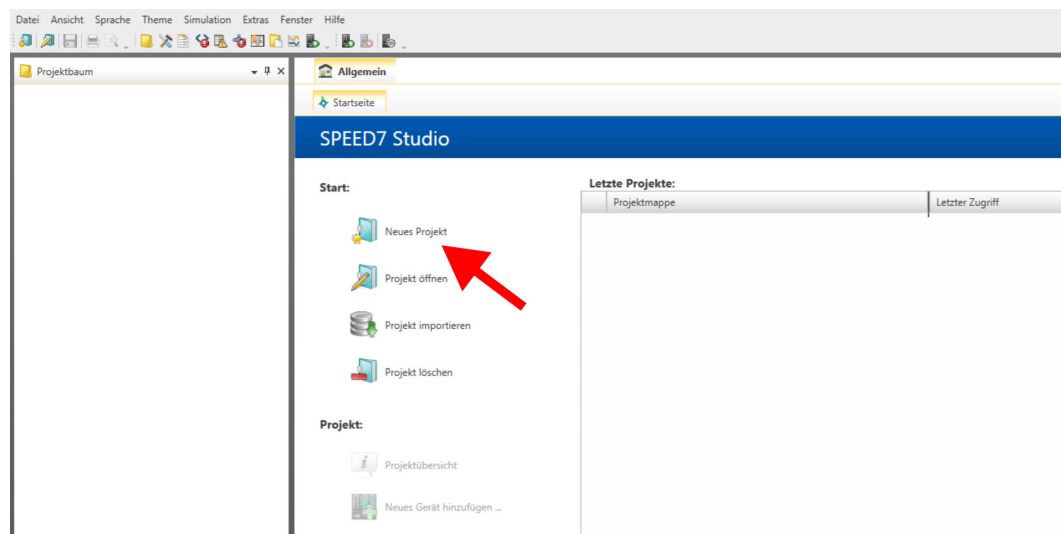 Datei Ansicht Sprache Theme Simulation Extras Fenster Hilfe
Projektbaum
Allgemein
Startseite
SPEED7 Studio
Start:
Neues Projekt
Projekt öffnen
Projekt importieren
Projekt löschen
Projekt:
Projektübersicht
Neues Gerät hinzufügen ...
Letzte Projekte:
Projektmappe Letzter Zugriff